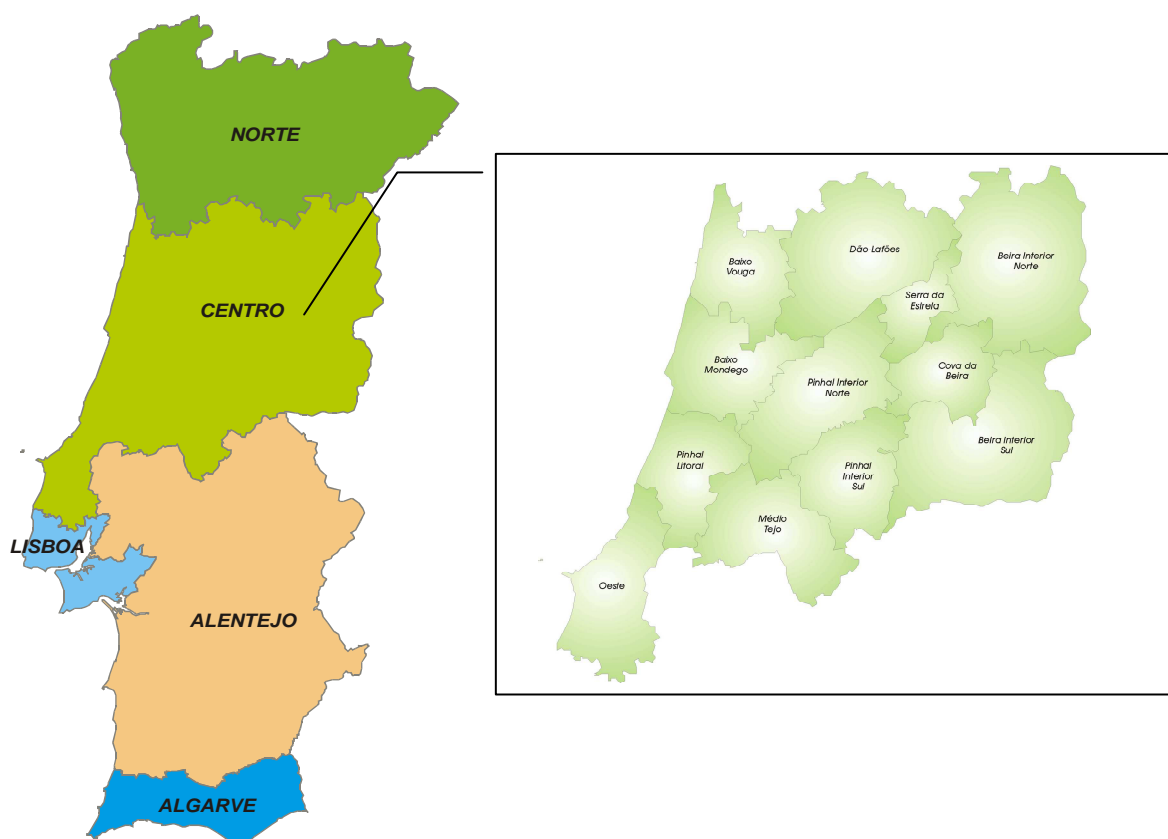 NORTE
CENTRO
LISBOA
ALENTEJO
ALGARVE
Dão Lafões
Beira Interior
Norte
Baixo
Vouga
Serra da
Estrela
Baixo
Mondego
Cova da
Beira
Pinhal Interior
Norte
Beira Interior
Sul
Pinhal
Litoral
Pinhal
Interior
Sul
Médio
Tejo
Oeste